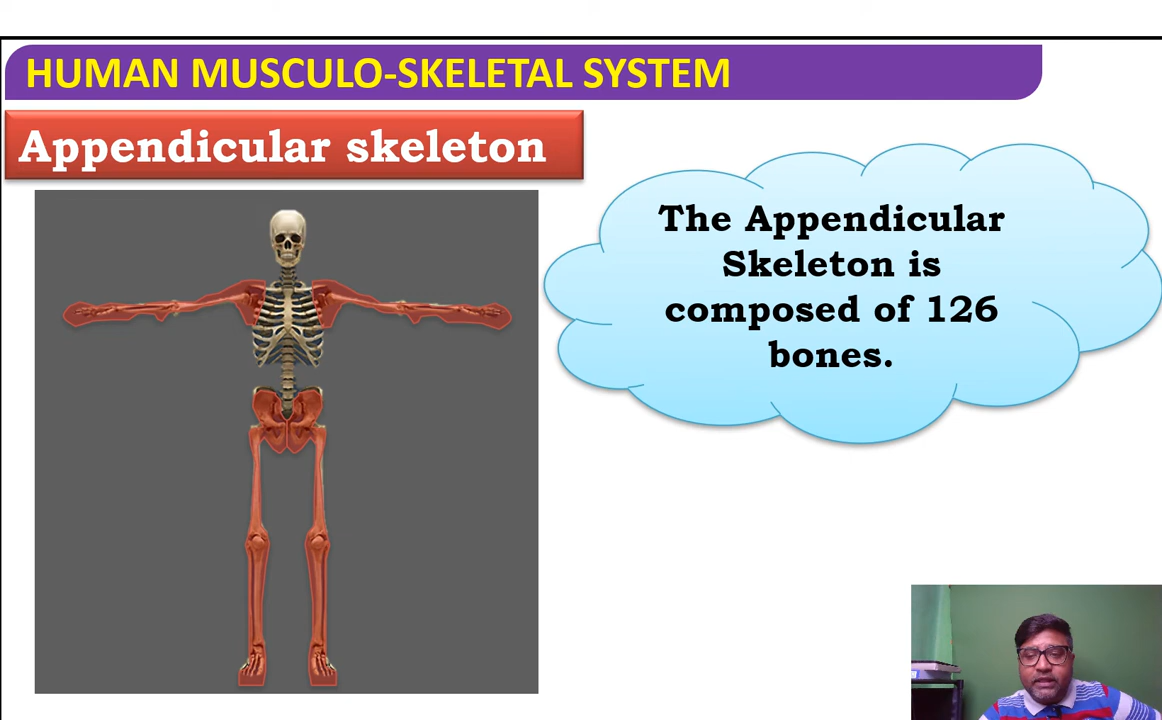 HUMAN MUSCULO-SKELETAL SYSTEM
Appendicular skeleton
The Appendicular
Skeleton is
composed of 126
bones.